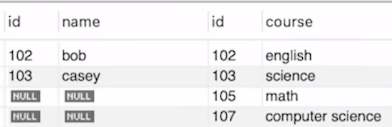 id name id course
102 bob 102 english
103 casey 103 science
NULL NULL 105 math
NULL NULL 107 computer science